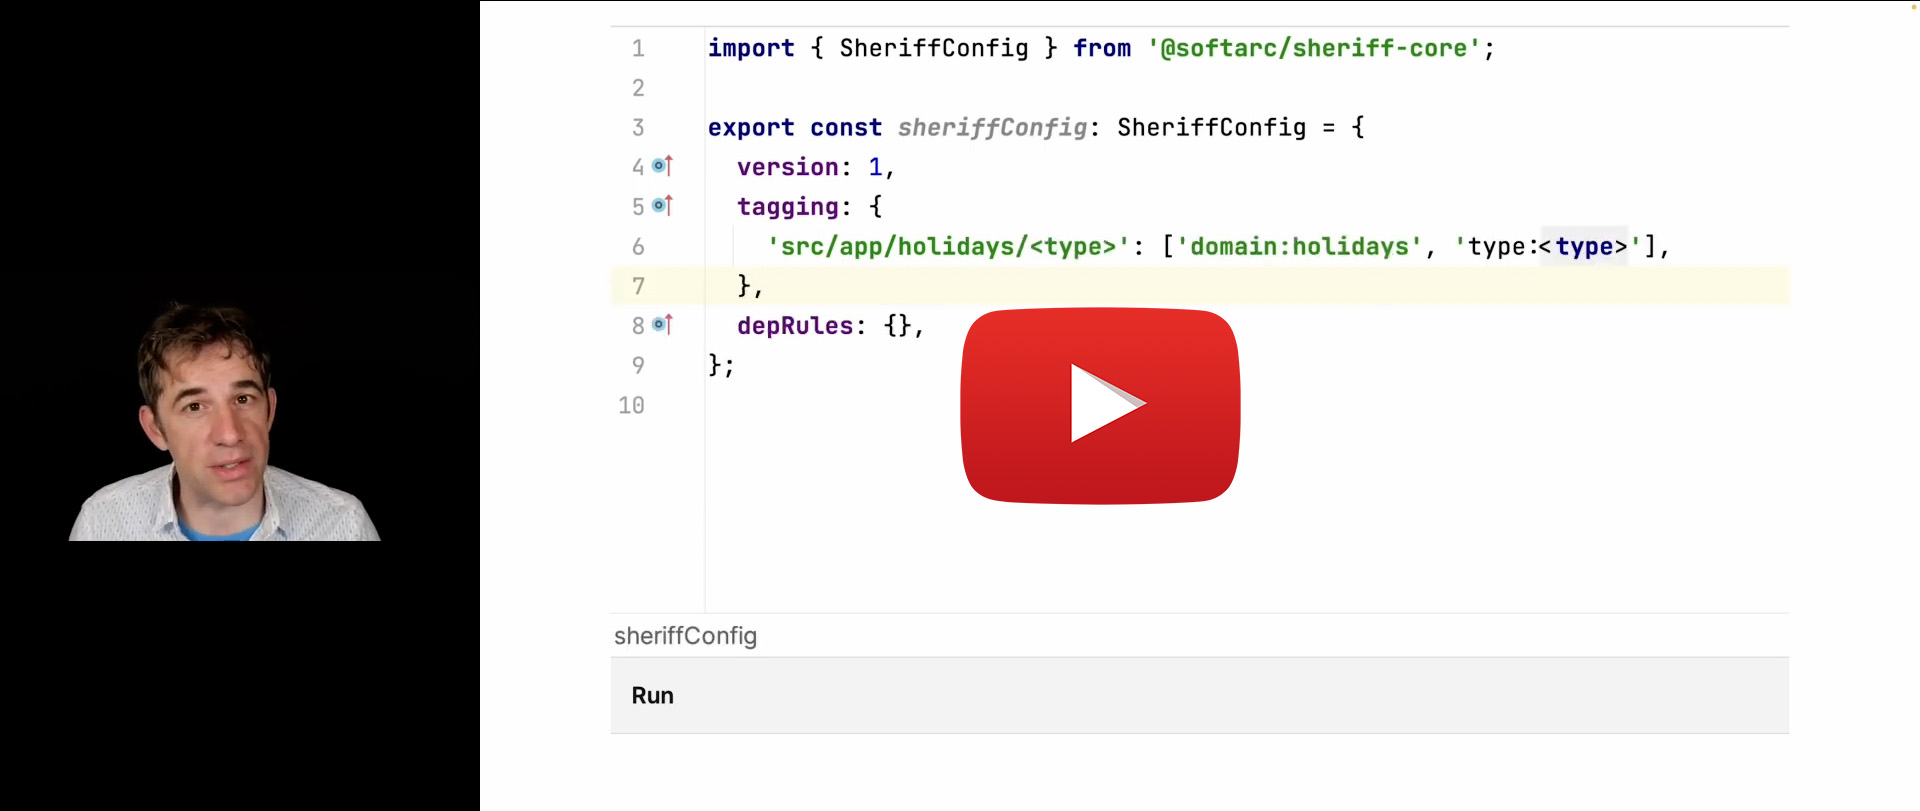 1 import { SheriffConfig } from '@softarc/sheriff-core';
2
3 export const sheriffConfig: SheriffConfig = {
4 version: 1,
5 tagging: {
6 'src/app/holidays/<type>': ['domain:holidays', 'type:<type>'],
7 },
8 depRules: {},
9 };
10
sheriffConfig
Run